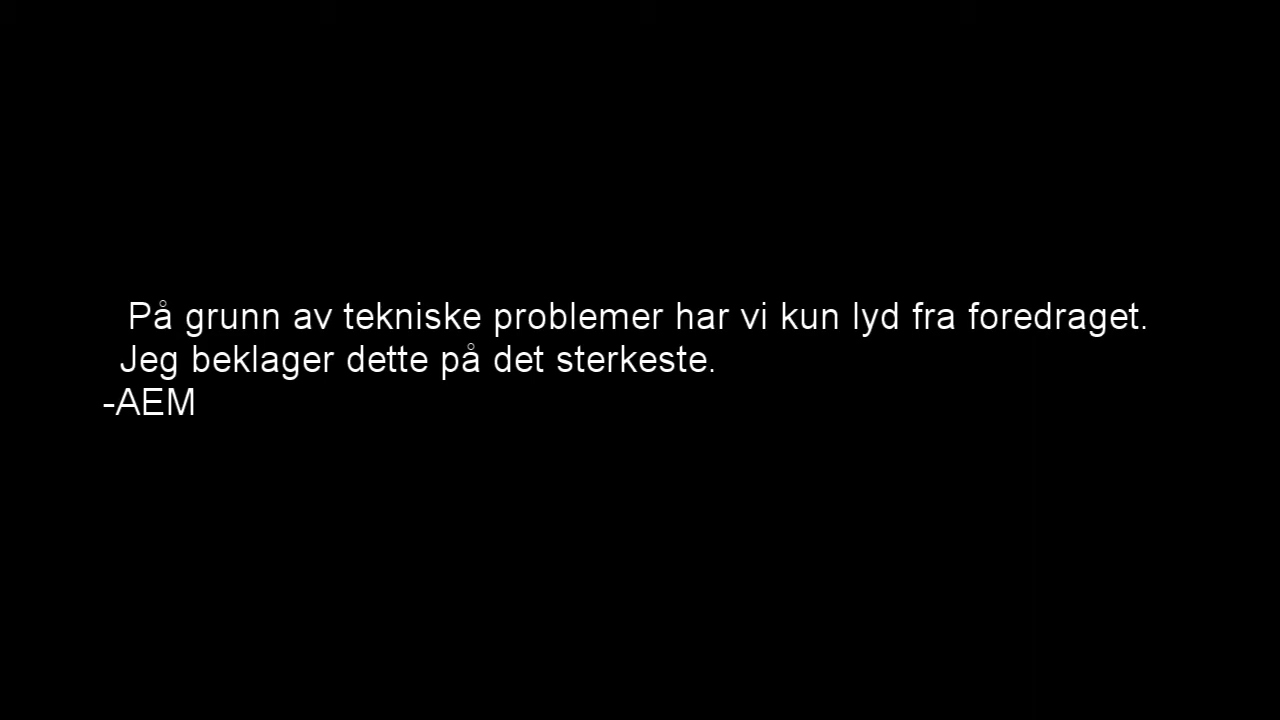 På grunn av tekniske problemer har vi kun lyd fra foredraget.
Jeg beklager dette på det sterkeste.
-AEM